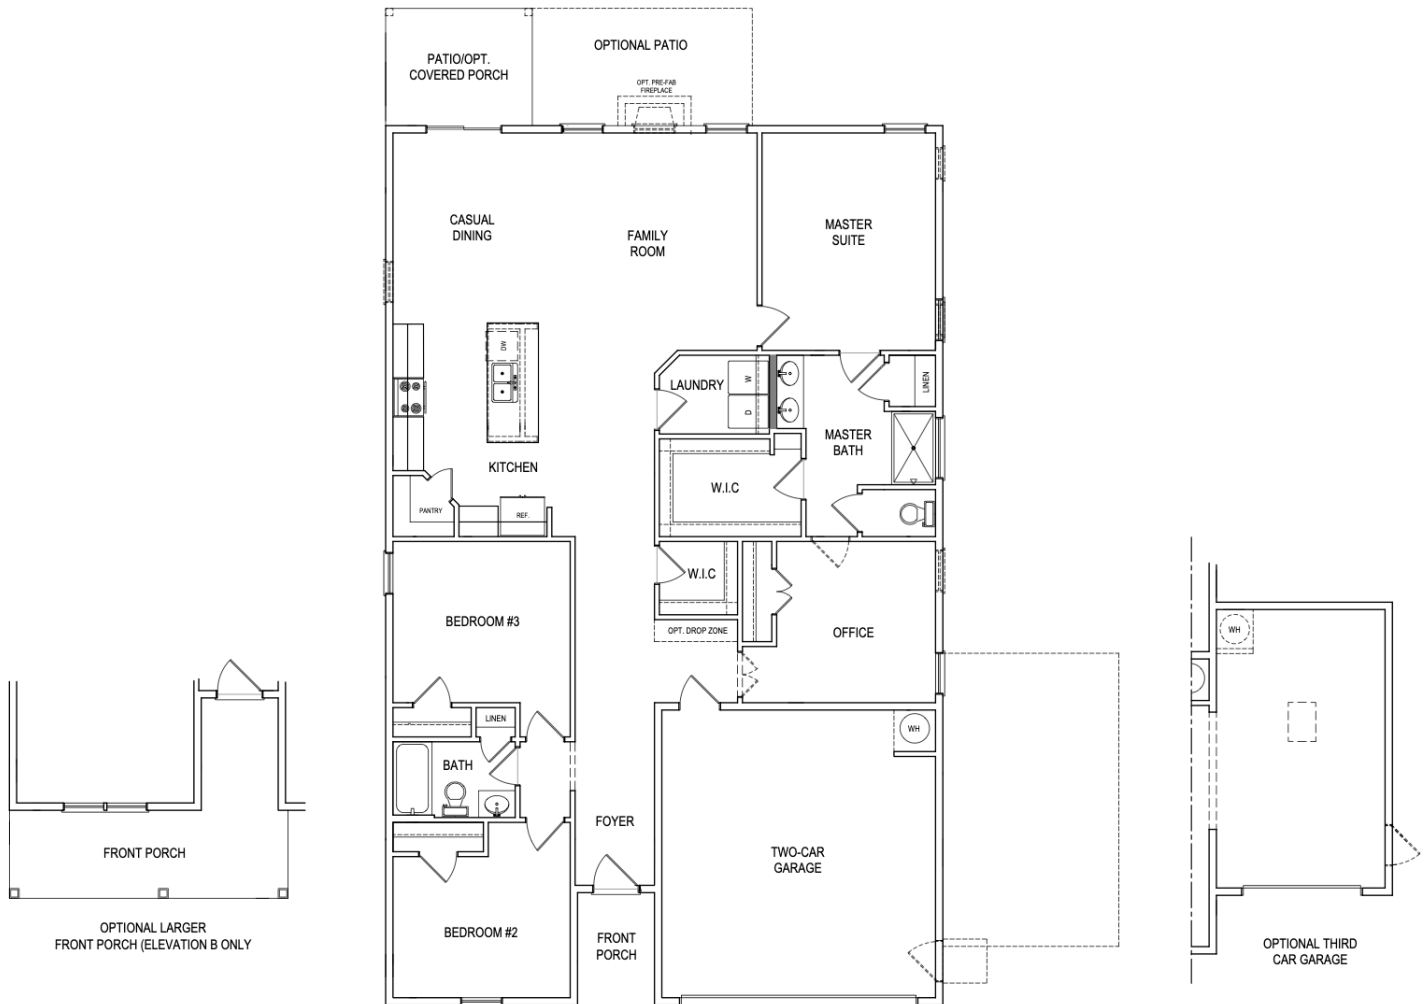 OPTIONAL PATIO
PATIO/OPT.
COVERED PORCH
OPT. PRE-FAB
FIREPLACE
CASUAL
DINING
FAMILY
ROOM
MASTER
SUITE
DW
LAUNDRY
W
D
LINEN
MASTER
BATH
KITCHEN
W.I.C
PANTRY
REF.
W.I.C
BEDROOM #3
OPT. DROP ZONE
OFFICE
LINEN
WH
BATH
FOYER
TWO-CAR
GARAGE
BEDROOM #2
FRONT
PORCH
FRONT PORCH
OPTIONAL LARGER
FRONT PORCH (ELEVATION B ONLY
WH
OPTIONAL THIRD
CAR GARAGE